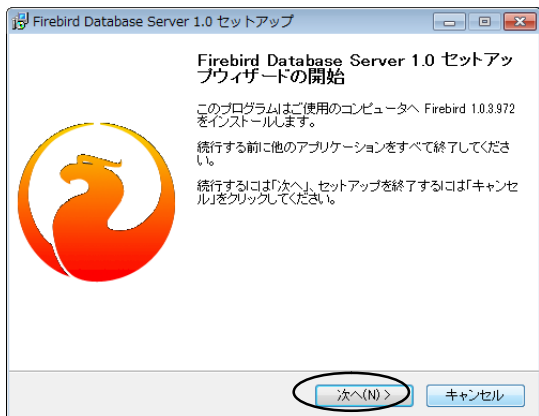 Firebird Database Server 1.0 セットアップ
Firebird Database Server 1.0 セットアッ
プウィザードの開始
このプログラムはご使用のコンピュータへ Firebird 1.0.3.972
をインストールします。
続行する前に他のアプリケーションをすべて終了してくださ
い。
続行するには「次へ」、セットアップを終了するには「キャンセ
ル」をクリックしてください。
次へ(N) >
キャンセル